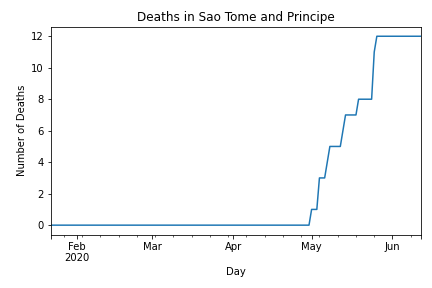 Deaths in Sao Tome and Principe
Number of Deaths
12
10
8
6
4
2
0
Feb
2020
Mar
Apr
May
Jun
Day